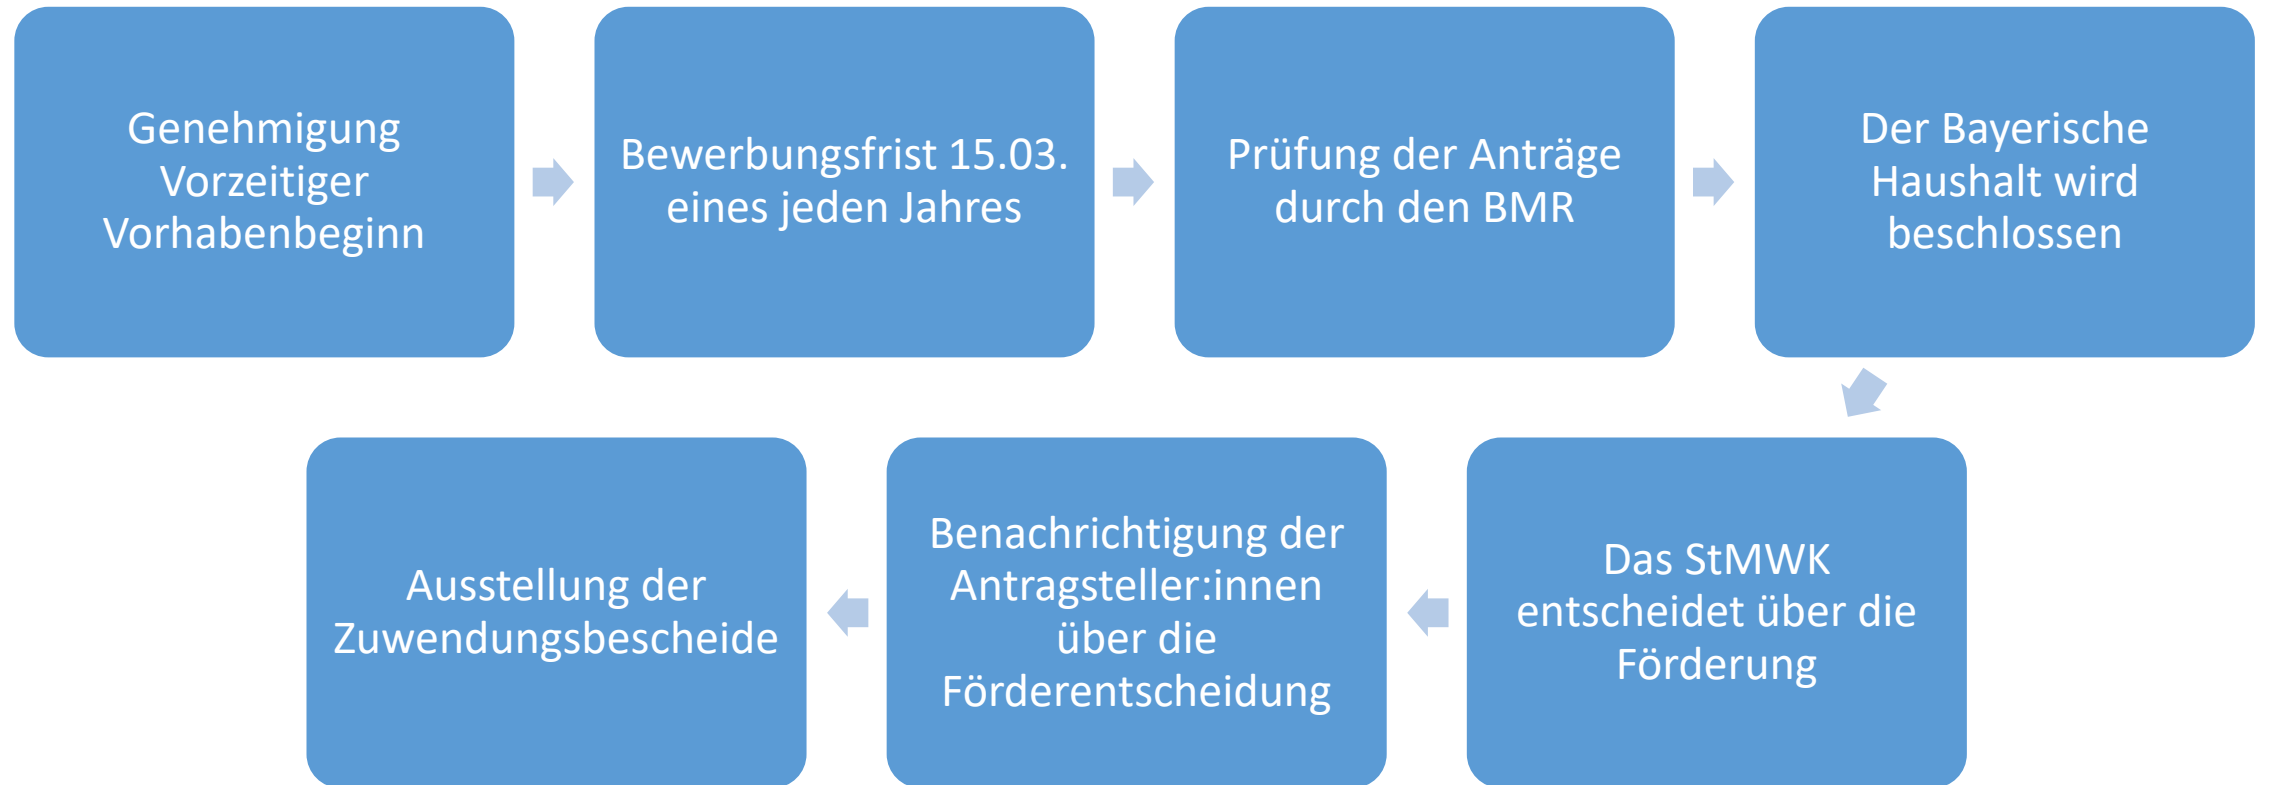 Genehmigung
Vorzeitiger
Vorhabenbeginn
Bewerbungsfrist 15.03.
eines jeden Jahres
Prüfung der Anträge
durch den BMR
Der Bayerische
Haushalt wird
beschlossen
Das StMWK
entscheidet über die
Förderung
Benachrichtigung der
Antragsteller:innen
über die
Förderentscheidung
Ausstellung der
Zuwendungsbescheide